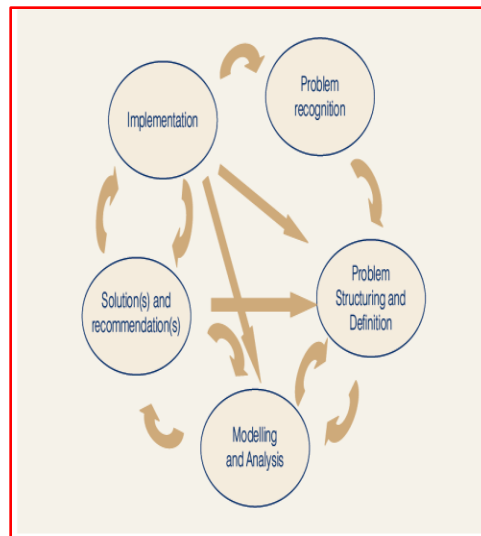 Problem
recognition
Implementation
Problem
Structuring and
Definition
Solution(s) and
recommendation(s)
Modelling
and Analysis